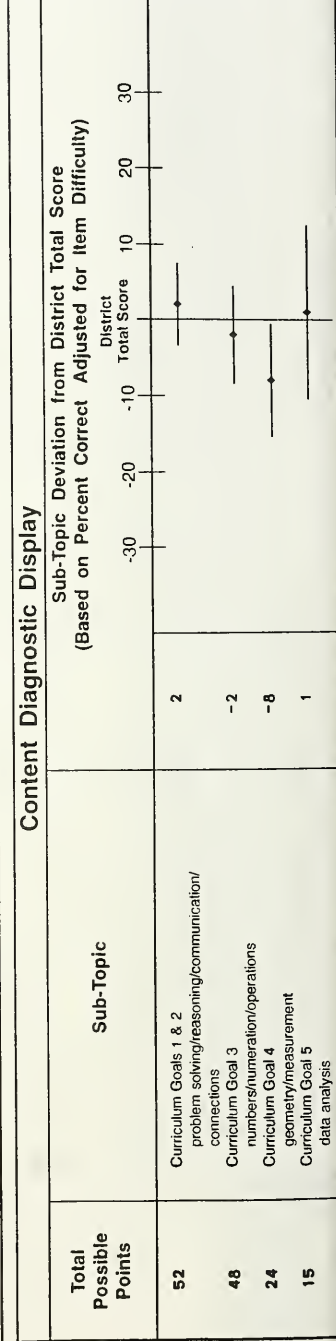 Content Diagnostic Display
Total
Possible
Points
Sub-Topic
Sub-Topic Deviation from District Total Score
(Based on Percent Correct Adjusted for Item Difficulty)
-30
-20
-10
District
Total Score
10
20
30
52
Curriculum Goals 1 & 2
problem solving/reasoning/communication/
connections
2
48
Curriculum Goal 3
numbers/numeration/operations
-2
24
Curriculum Goal 4
geometry/measurement
-8
15
Curriculum Goal 5
data analysis
1